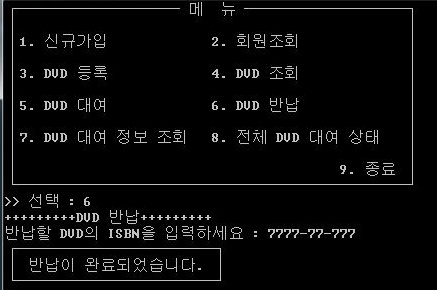 메 뉴
1. 신규가입 2. 회원조회
3. DVD 등록 4. DVD 조회
5. DVD 대여 6. DVD 반납
7. DVD 대여 정보 조회 8. 전체 DVD 대여 상태
9. 종료
>> 선택 : 6
+++++++++DVD 반납+++++++++
반납할 DVD의 ISBN을 입력하세요 : 7777-77-777
반납이 완료되었습니다.